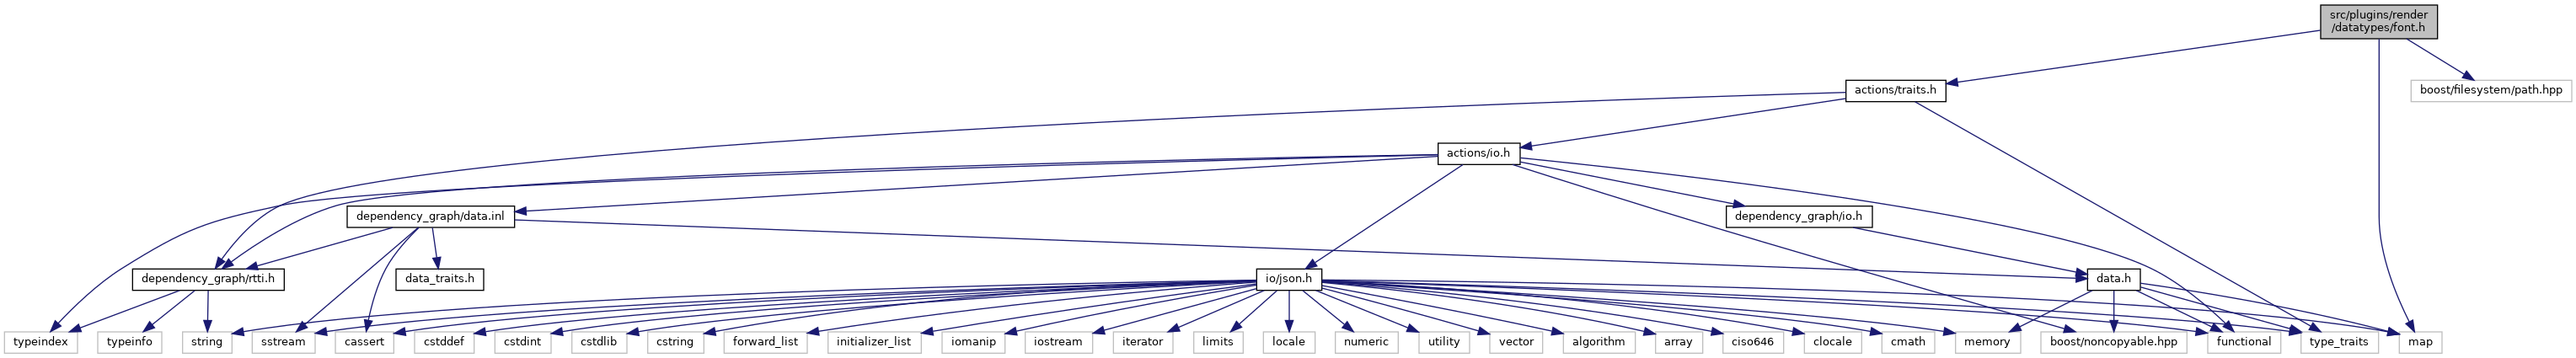 src/plugins/render
/datatypes/font.h
actions/traits.h
boost/filesystem/path.hpp
actions/io.h
dependency_graph/data.inl
dependency_graph/io.h
dependency_graph/rtti.h
data_traits.h
io/json.h
data.h
typeindex
typeinfo
string
sstream
cassert
cstddef
cstdint
cstdlib
cstring
forward_list
initializer_list
iomanip
iostream
iterator
limits
locale
numeric
utility
vector
algorithm
array
ciso646
clocale
cmath
memory
boost/noncopyable.hpp
functional
type_traits
map